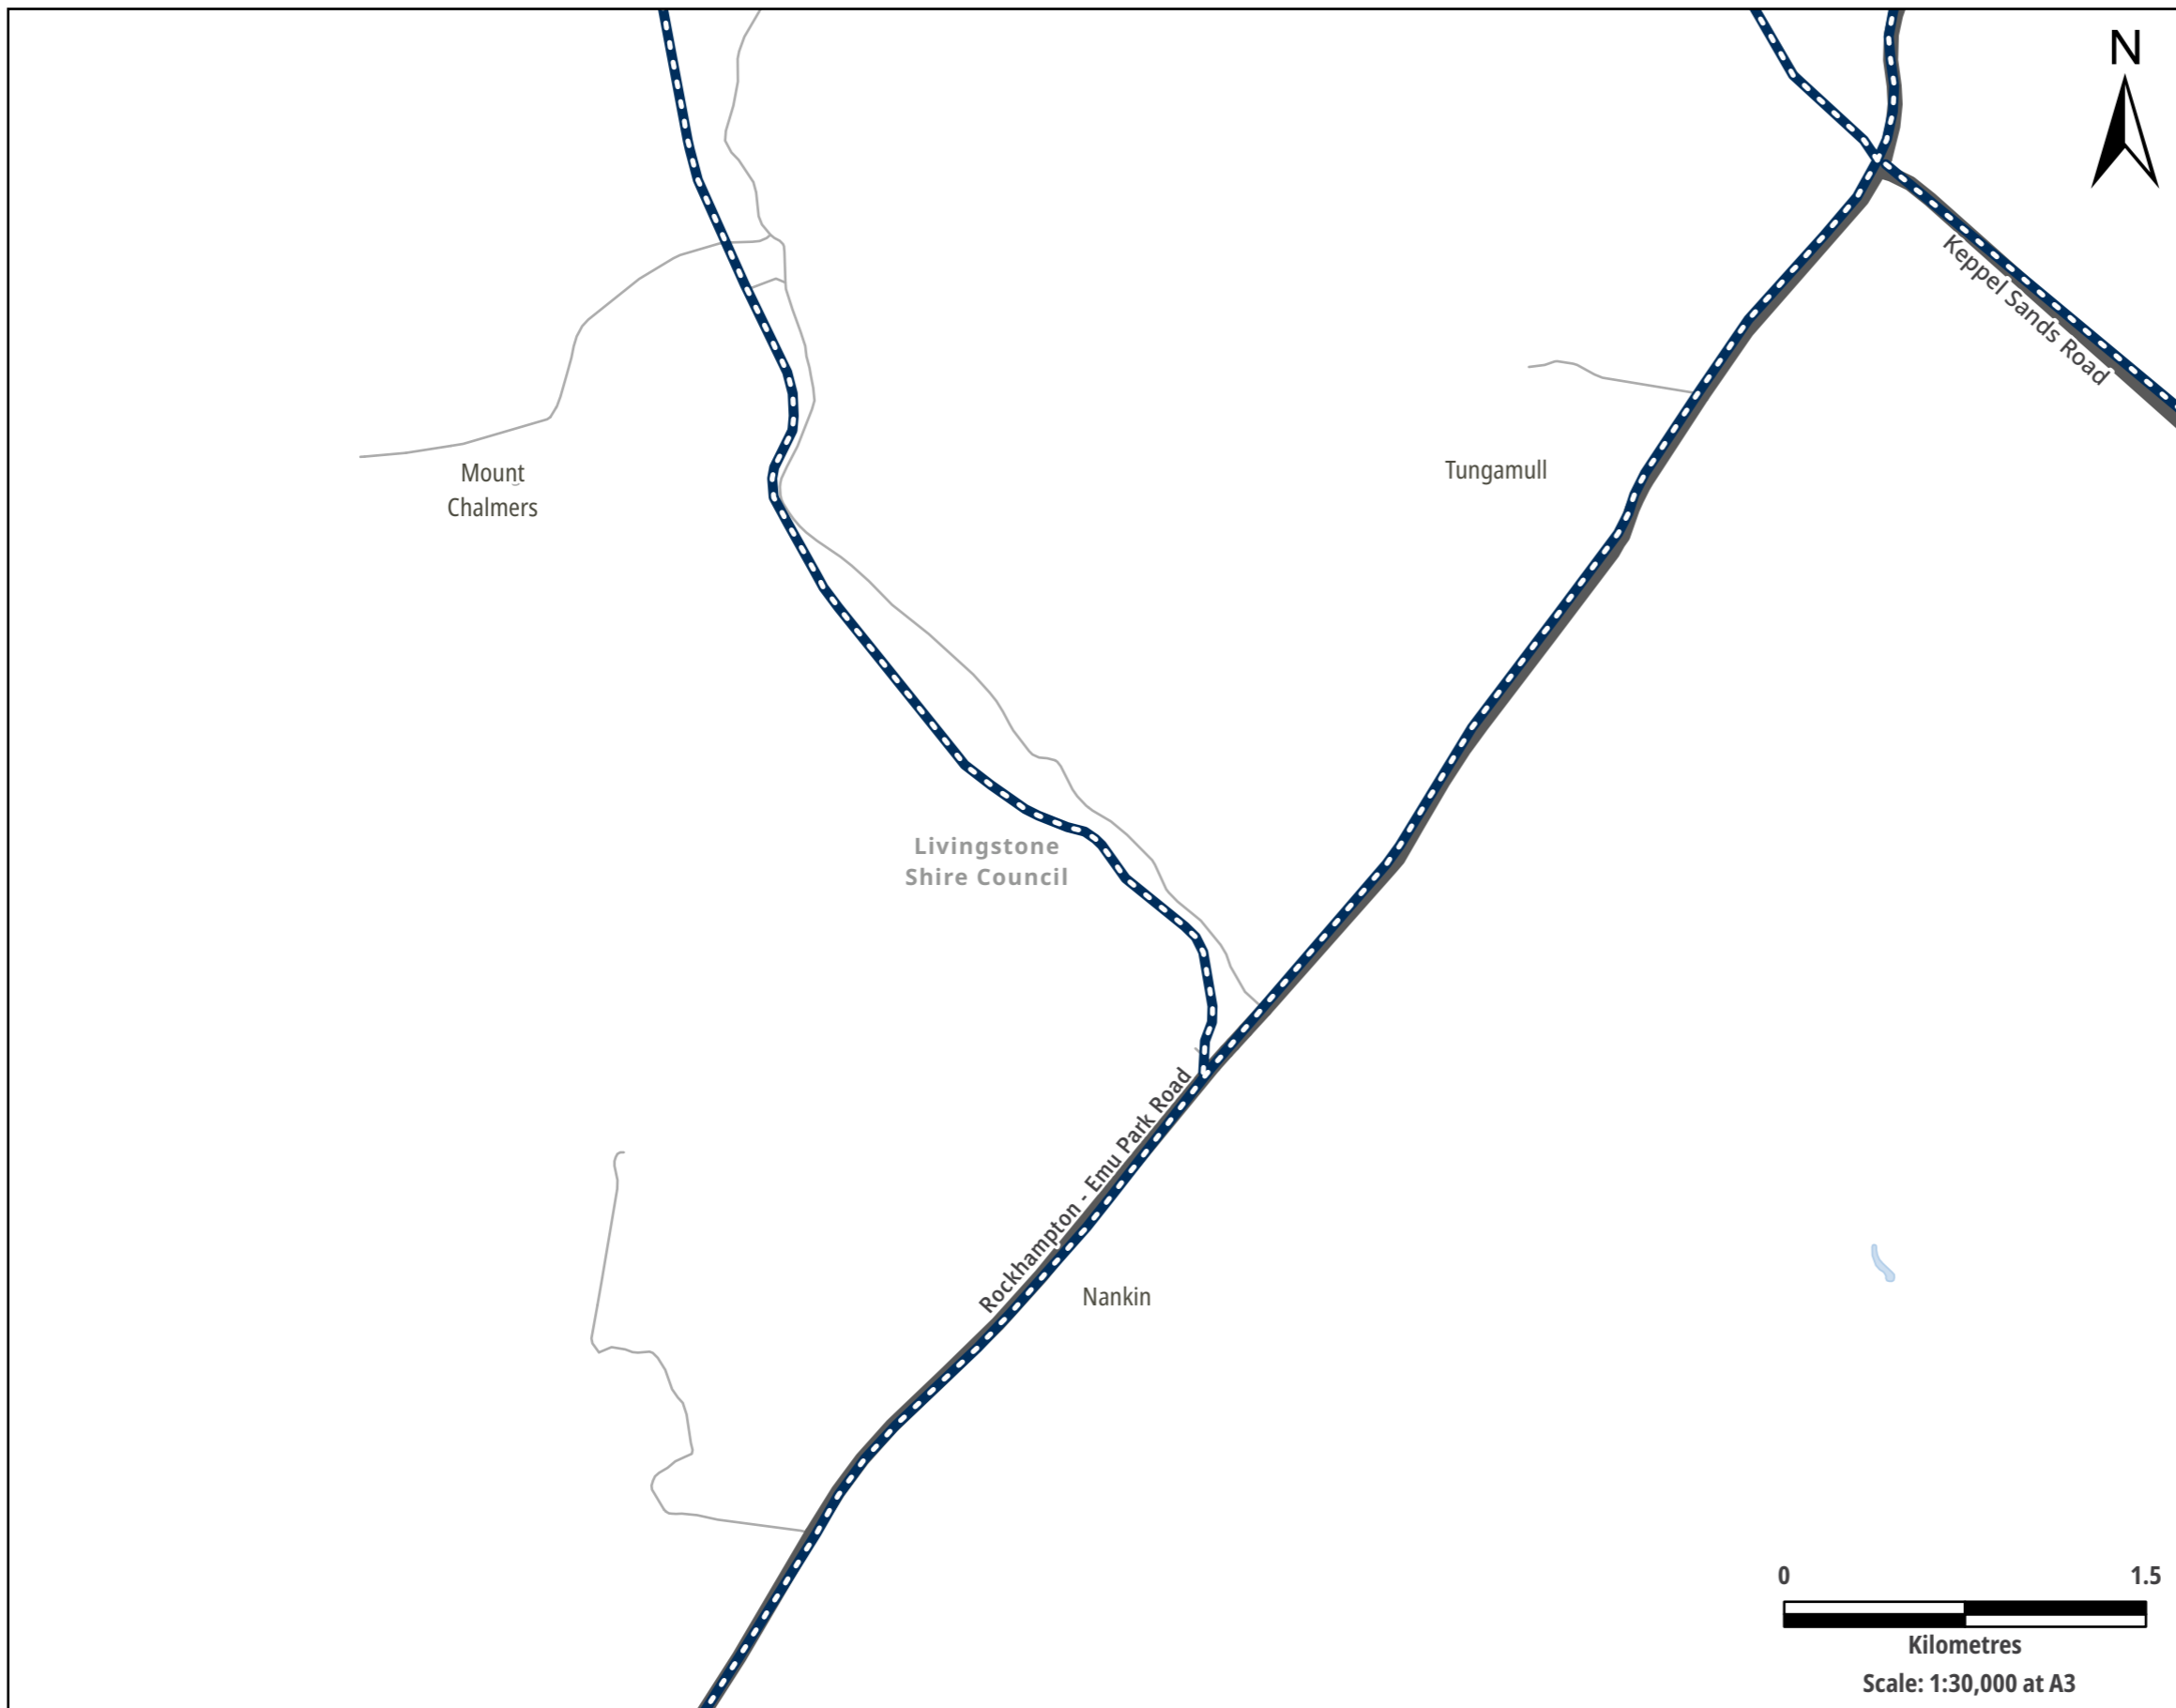 N
Keppel Sands Road
Mount
Chalmers
Tungamull
Livingstone
Shire Council
Rockhampton - Emu Park Road
Nankin
0 1.5
Kilometres
Scale: 1:30,000 at A3